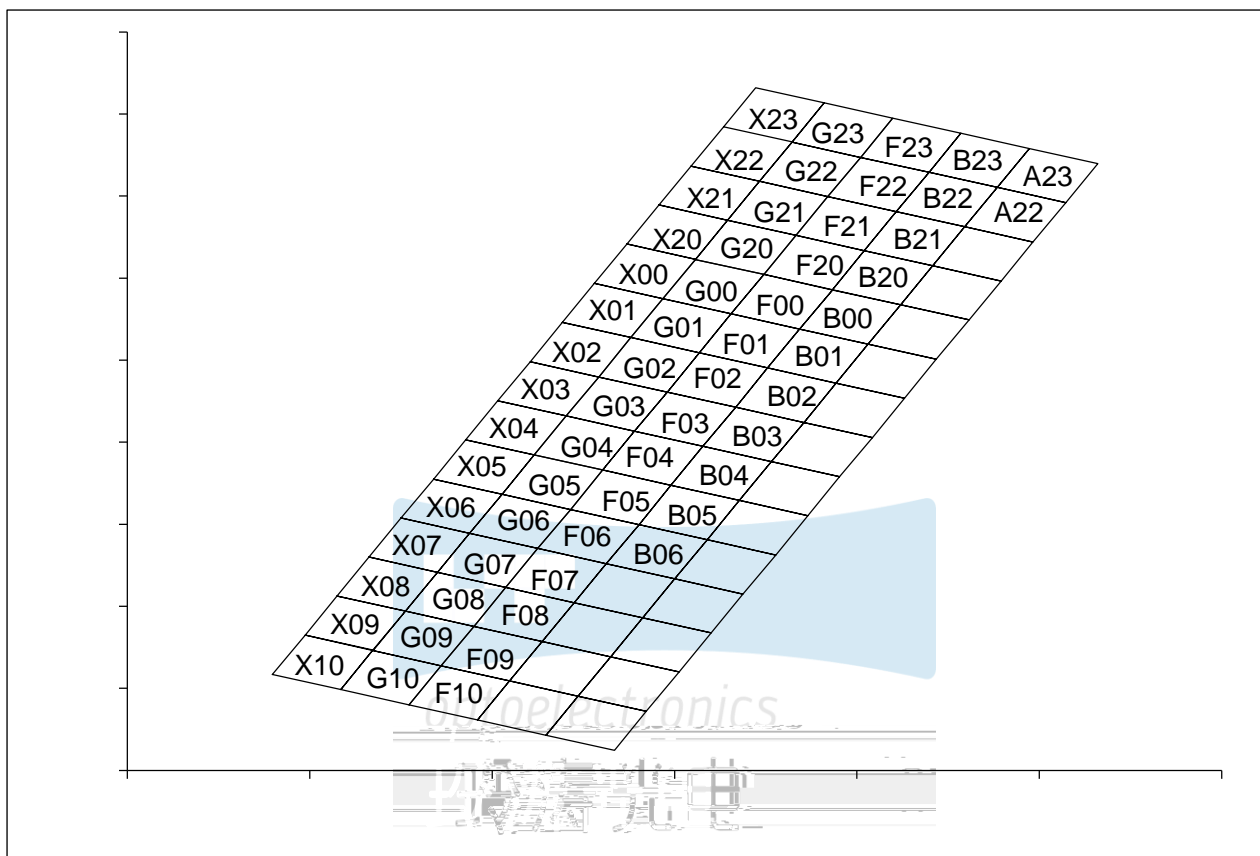 X23 G23 F23 B23 A23
X22 G22 F22 B22 A22
X21 G21 F21 B21
X20 G20 F20 B20
X00 G00 F00 B00
X01 G01 F01 B01
X02 G02 F02 B02
X03 G03 F03 B03
X04 G04 F04 B04
X05 G05 F05 B05
X06 G06 F06 B06
X07 G07 F07
X08 G08 F08
X09 G09 F09
X10 G10 F10
optoelectronics